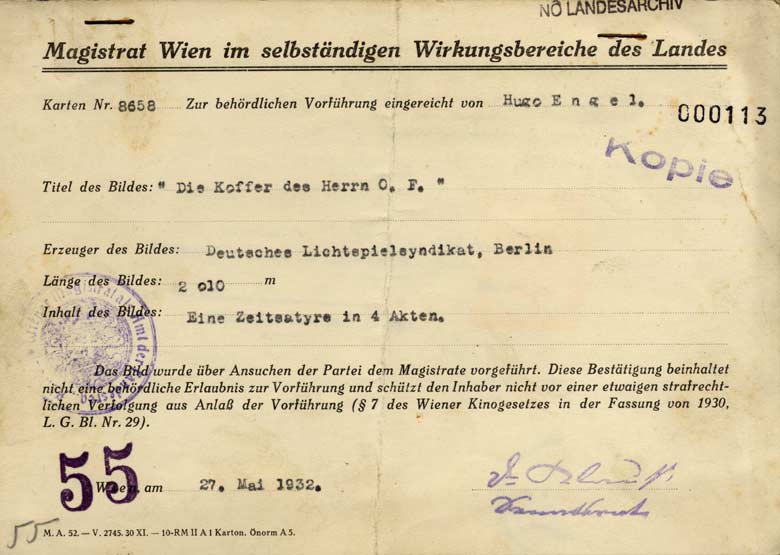 NÖ LANDESARCHIV
Magistrat Wien im selbständigen Wirkungsbereiche des Landes
Karten Nr. 8658 Zur behördlichen Vorführung eingereicht von Hugo Engel.
000113
Kopie
Titel des Bildes: "Die Koffer des Herrn O. F."
Erzeuger des Bildes: Deutsches Lichtspielsyndikat, Berlin
Länge des Bildes: 2010 m
Inhalt des Bildes: Eine Zeitsatyre in 4 Akten.
Das Bild wurde über Ansuchen der Partei dem Magistrate vorgeführt. Diese Bestätigung beinhaltet
nicht eine behördliche Erlaubnis zur Vorführung und schützt den Inhaber nicht vor einer etwaigen strafrecht-
lichen Verfolgung aus Anlaß der Vorführung (§ 7 des Wiener Kinogesetzes in der Fassung von 1930,
L. G. Bl. Nr. 29).
55
Wien, am 27. Mai 1932.
55
M. A. 52. — V. 2745. 30 XI. — 10-RM II A 1 Karton. Önorm A 5.